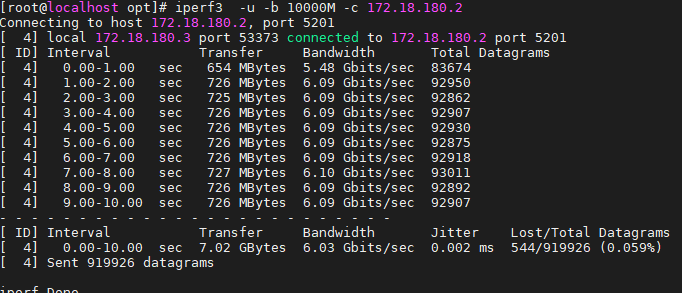 [root@localhost opt]# iperf3  -u -b 10000M -c 172.18.180.2
Connecting to host 172.18.180.2, port 5201
[  4] local 172.18.180.3 port 53373 connected to 172.18.180.2 port 5201
[ ID] Interval           Transfer     Bandwidth       Total Datagrams
[  4]   0.00-1.00   sec   654 MBytes  5.48 Gbits/sec  83674
[  4]   1.00-2.00   sec   726 MBytes  6.09 Gbits/sec  92950
[  4]   2.00-3.00   sec   725 MBytes  6.09 Gbits/sec  92862
[  4]   3.00-4.00   sec   726 MBytes  6.09 Gbits/sec  92907
[  4]   4.00-5.00   sec   726 MBytes  6.09 Gbits/sec  92930
[  4]   5.00-6.00   sec   726 MBytes  6.09 Gbits/sec  92875
[  4]   6.00-7.00   sec   726 MBytes  6.09 Gbits/sec  92918
[  4]   7.00-8.00   sec   727 MBytes  6.10 Gbits/sec  93011
[  4]   8.00-9.00   sec   726 MBytes  6.09 Gbits/sec  92892
[  4]   9.00-10.00  sec   726 MBytes  6.09 Gbits/sec  92907
- - - - - - - - - - - - - - - - - - - - - - - - -
[ ID] Interval           Transfer     Bandwidth       Jitter    Lost/Total Datagrams
[  4]   0.00-10.00  sec  7.02 GBytes  6.03 Gbits/sec  0.002 ms  544/919926 (0.059%)
[  4] Sent 919926 datagrams
iperf Done